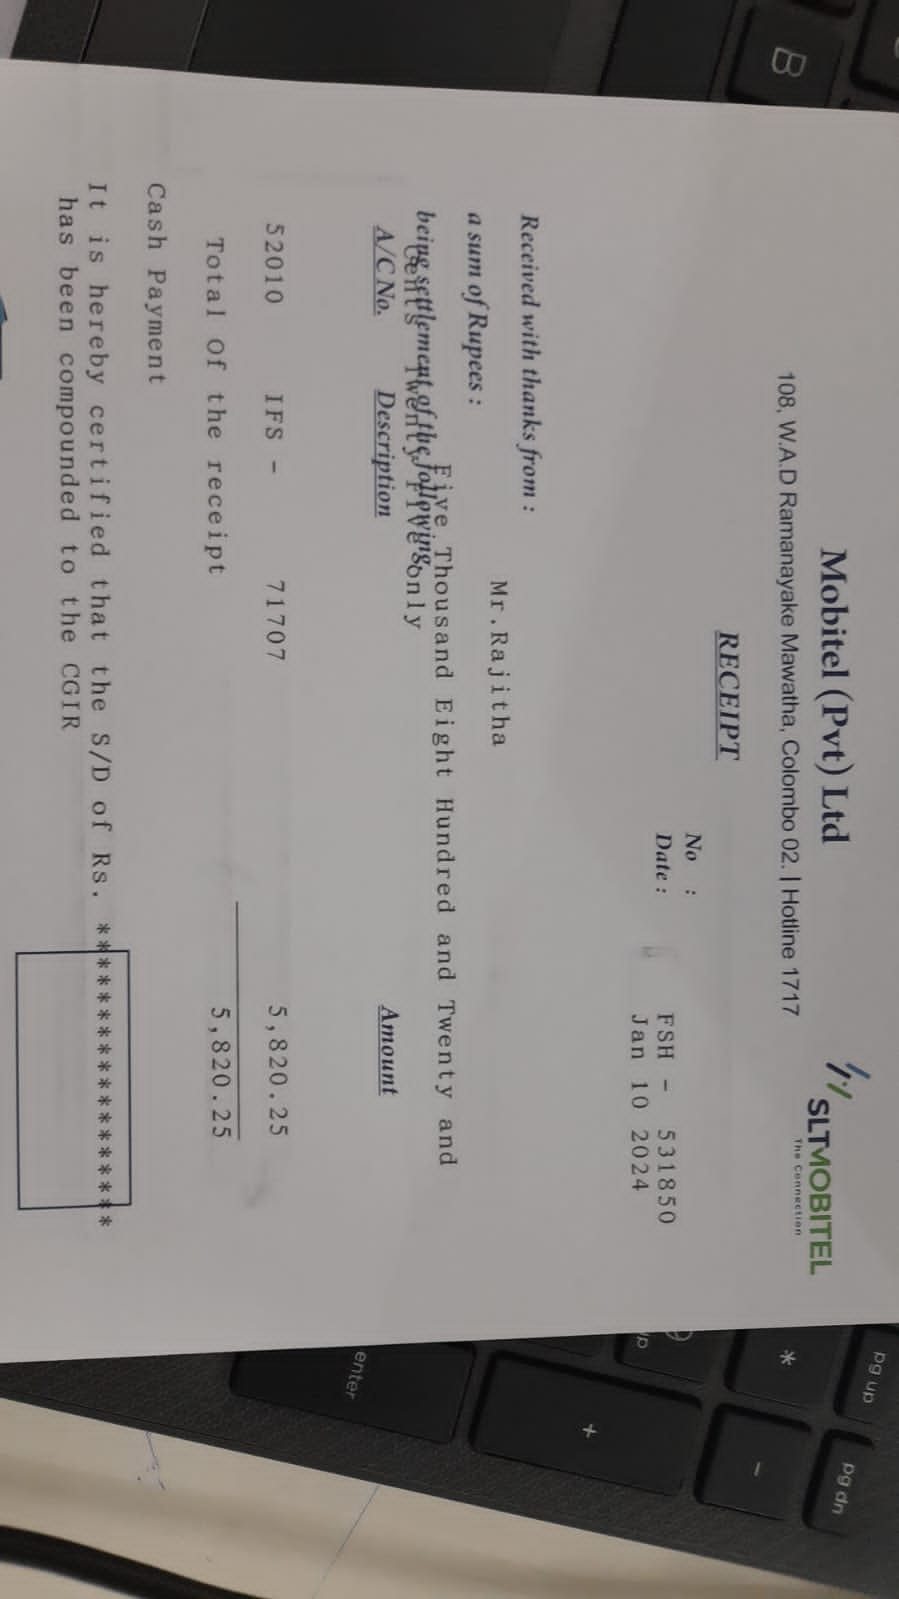 Mobitel (Pvt) Ltd
SLTMOBITEL
The Connection
108, W.A.D Ramanayake Mawatha, Colombo 02. | Hotline 1717
RECEIPT
No : FSH - 531850
Date : Jan 10 2024
Received with thanks from : Mr.Rajitha
a sum of Rupees : Five Thousand Eight Hundred and Twenty and
Cents Twenty Five only
being settlement of the following
A/C No. Description Amount
52010 IFS - 71707 5,820.25
Total Of the receipt 5,820.25
Cash Payment
It is hereby certified that the S/D of Rs. *****************
has been compounded to the CGIR
B
pg up
pg dn
*
-
+
enter